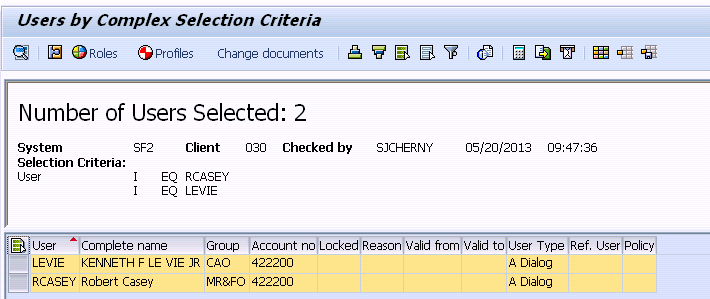 Users by Complex Selection Criteria
Roles Profiles Change documents
Number of Users Selected: 2
System SF2 Client 030 Checked by SJCHERNY 05/20/2013 09:47:36
Selection Criteria:
User I EQ RCASEY
I EQ LEVIE
User Complete name Group Account no Locked Reason Valid from Valid to User Type Ref. User Policy
LEVIE KENNETH F LE VIE JR CAO 422200 A Dialog
RCASEY Robert Casey MR&FO 422200 A Dialog